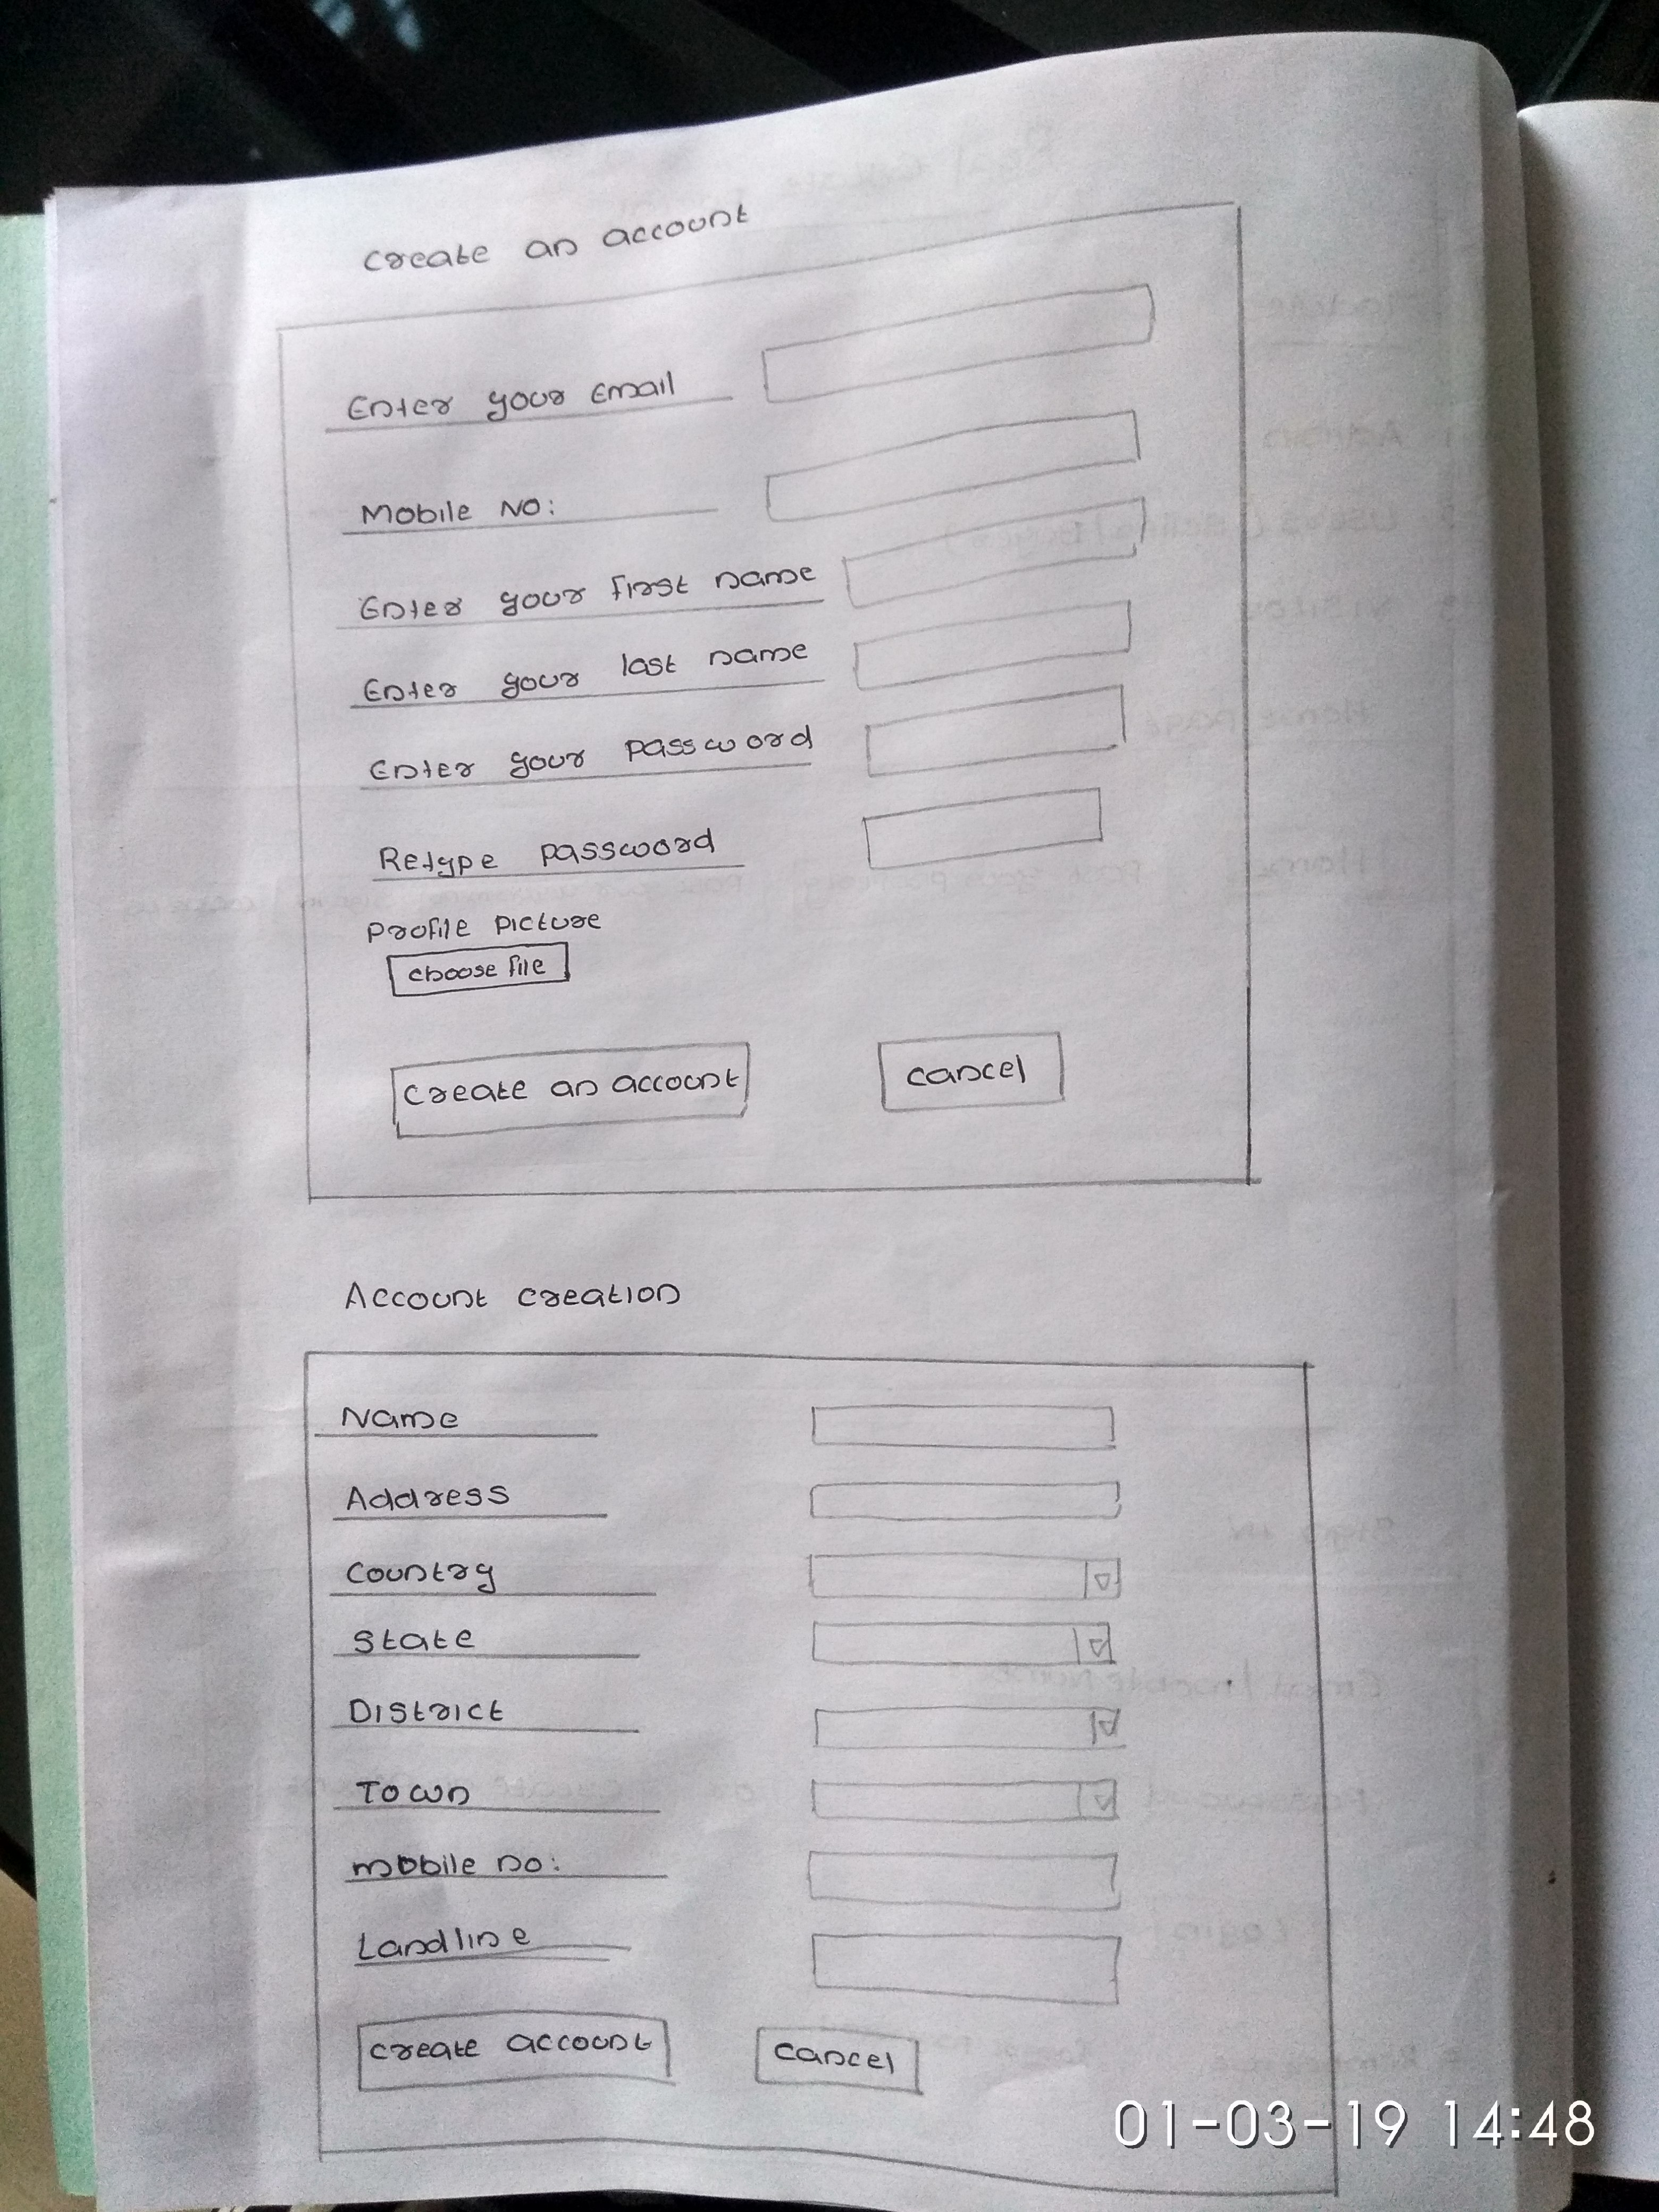 Create an account
Enter your Email
Mobile No:
Enter your first name
Enter your last name
Enter your password
Retype password
Profile picture
choose file
Create an account
cancel
Account creation
Name
Address
Country
State
District
Town
mobile no:
Landline
Create account
cancel
01-03-19 14:48